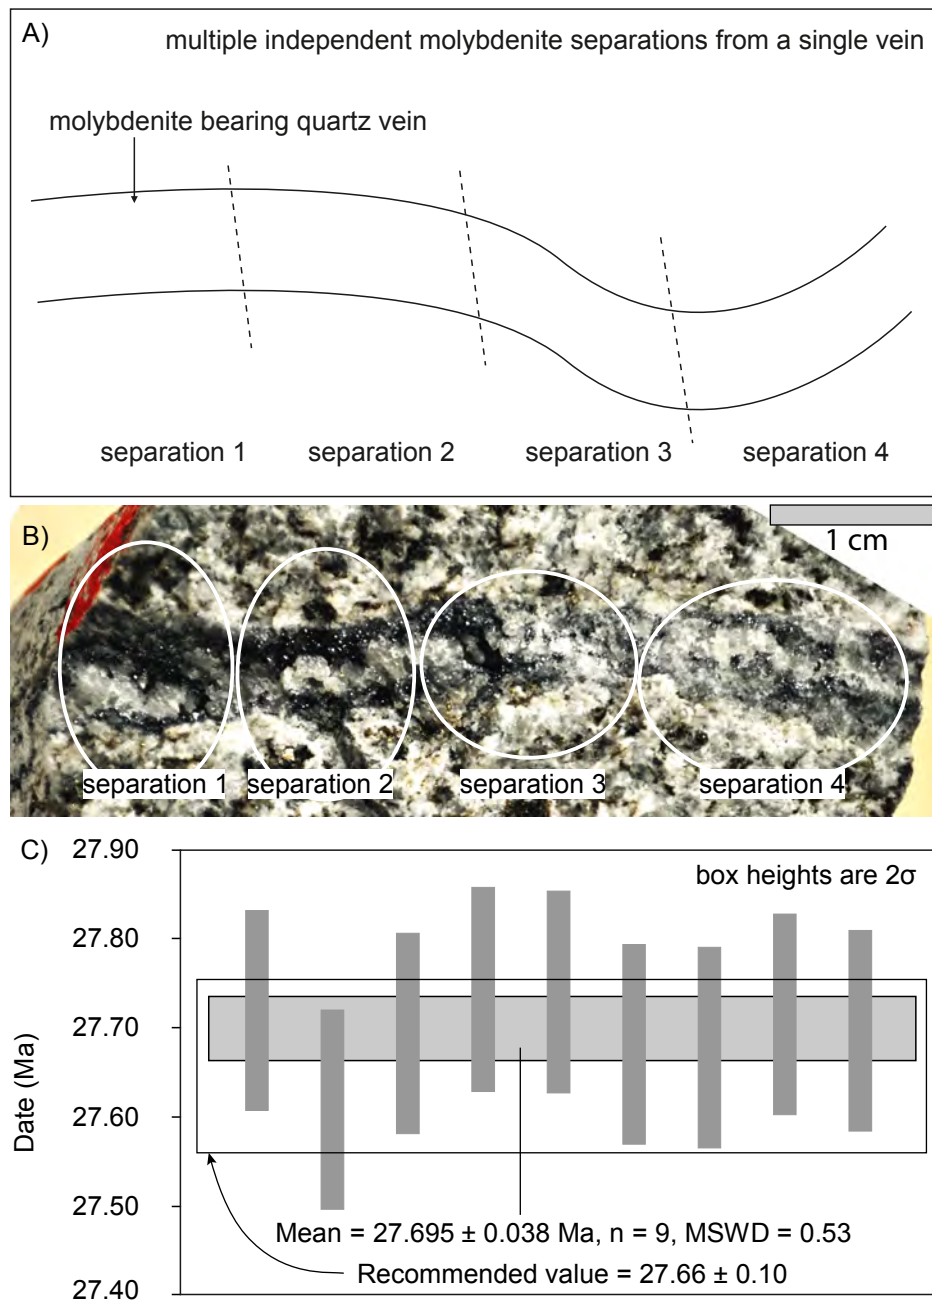 A)
multiple independent molybdenite separations from a single vein
molybdenite bearing quartz vein
separation 1
separation 2
separation 3
separation 4
B)
1 cm
separation 1
separation 2
separation 3
separation 4
C)
27.90
box heights are 2σ
27.80
27.70
27.60
27.50
27.40
Date (Ma)
Mean = 27.695 ± 0.038 Ma, n = 9, MSWD = 0.53
Recommended value = 27.66 ± 0.10